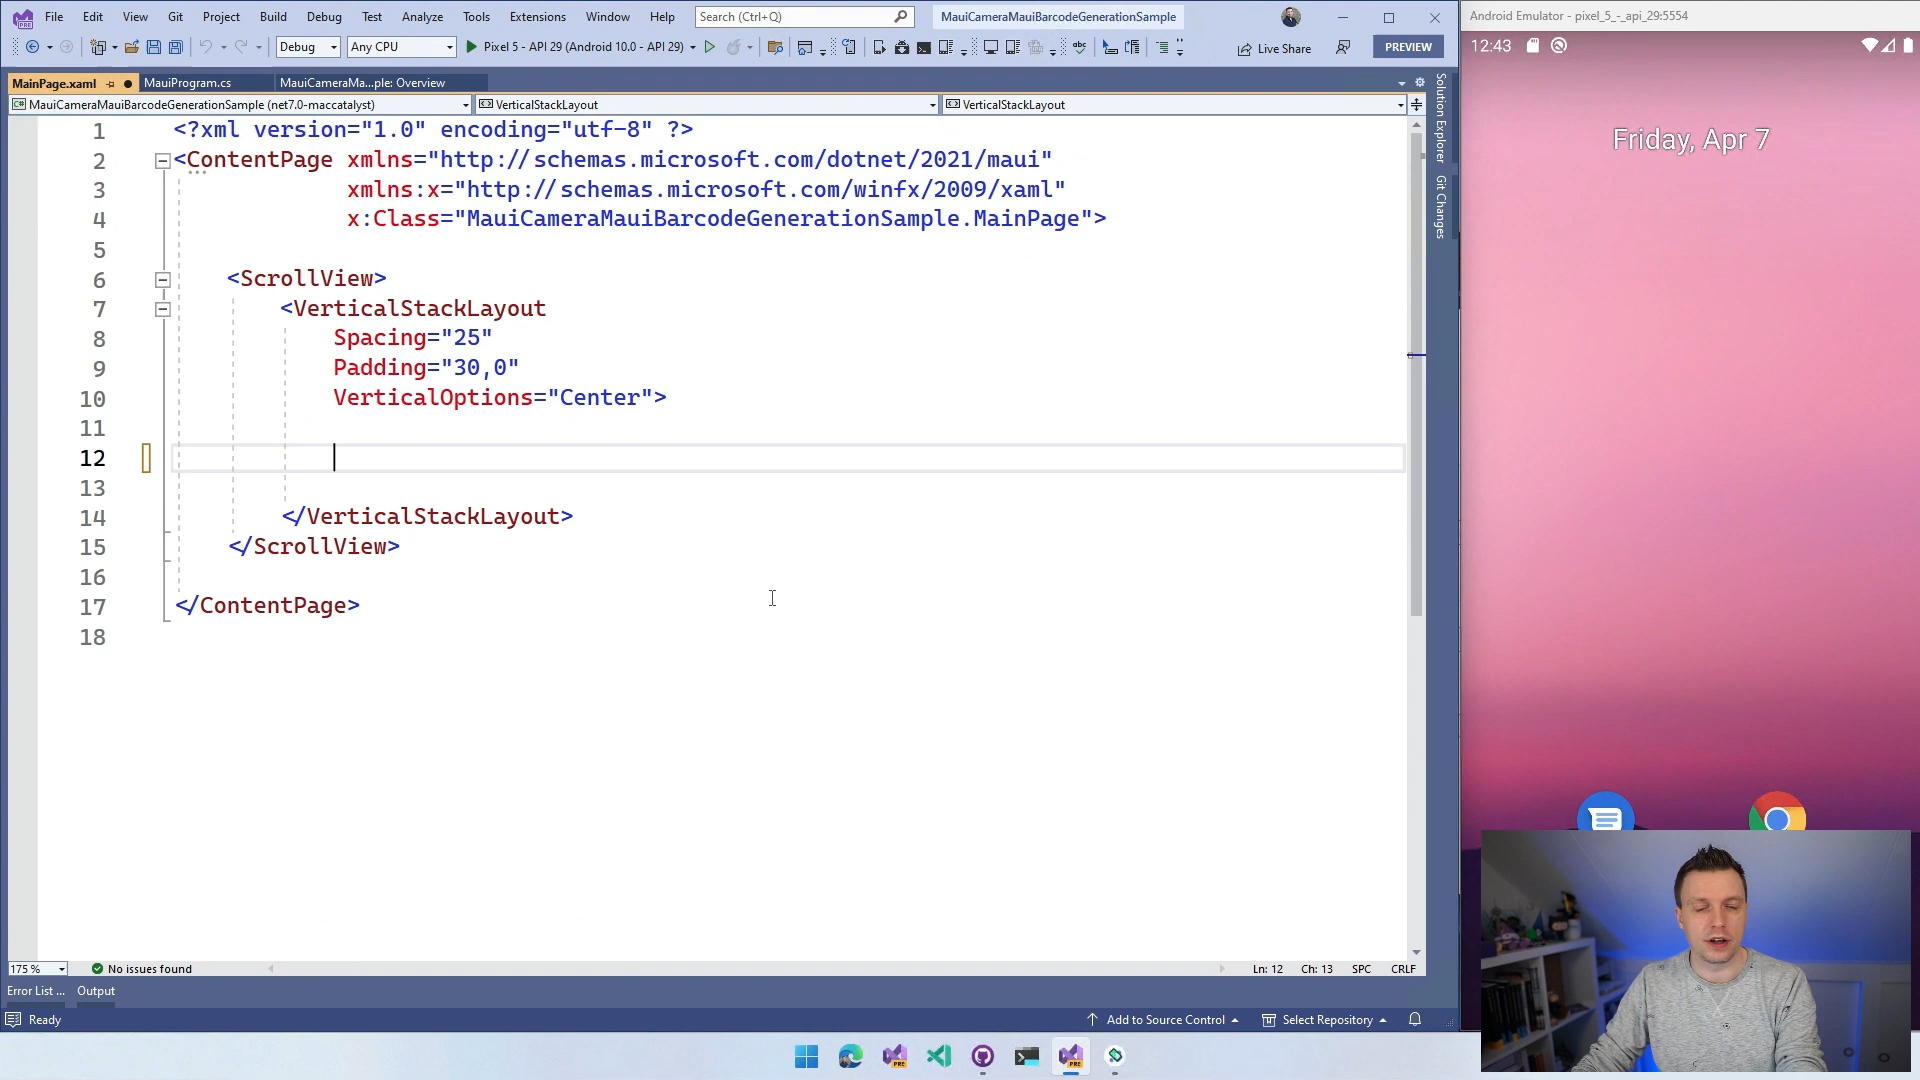 File Edit View Git Project Build Debug Test Analyze Tools Extensions Window Help Search (Ctrl+Q) MauiCameraMauiBarcodeGenerationSample
Android Emulator - pixel_5_-_api_29:5554
Debug Any CPU Pixel 5 - API 29 (Android 10.0 - API 29) Live Share PREVIEW
12:43
MainPage.xaml MauiProgram.cs MauiCameraMa...ple: Overview
MauiCameraMauiBarcodeGenerationSample (net7.0-maccatalyst) VerticalStackLayout VerticalStackLayout
Solution Explorer
Git Changes
Friday, Apr 7
1 <?xml version="1.0" encoding="utf-8" ?>
2 <ContentPage xmlns="http://schemas.microsoft.com/dotnet/2021/maui"
3 xmlns:x="http://schemas.microsoft.com/winfx/2009/xaml"
4 x:Class="MauiCameraMauiBarcodeGenerationSample.MainPage">
5
6 <ScrollView>
7 <VerticalStackLayout
8 Spacing="25"
9 Padding="30,0"
10 VerticalOptions="Center">
11
12
13
14 </VerticalStackLayout>
15 </ScrollView>
16
17 </ContentPage>
18
175 % No issues found Ln: 12 Ch: 13 SPC CRLF
Error List ... Output
Ready Add to Source Control Select Repository